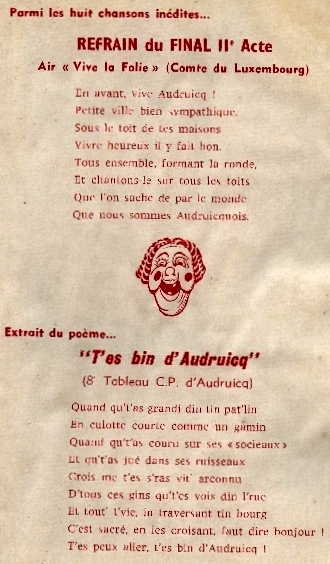 Parmi les huit chansons inédites...
REFRAIN du FINAL IIe Acte
Air « Vive la Folie » (Comte du Luxembourg)
En avant, vive Audruicq !
Petite ville bien sympathique.
Sous le toit de tes maisons
Vivre heureux il y fait bon.
Tous ensemble, formant la ronde,
Et chantons-le sur tous les toits
Que l'on sache de par le monde
Que nous sommes Audruicquois.
Extrait du poème...
"T'es bin d'Audruicq"
(8e Tableau C.P. d'Audruicq)
Quand qu't'as grandi din tin pat'lin
En culotte courte comme un gamin
Quand qu't'as couru sur ses « socieaux »
Et qu't'as jué dans ses ruisseaux
Crois me t'es s'ras vit' arconnu
D'tous ces gins qu't'es vois din l'rue
Et tout' t'vie, in traversant tin bourg
C'est sacré, en les croisant, faut dire bonjour !
T'es peux aller, t'es bin d'Audruicq !